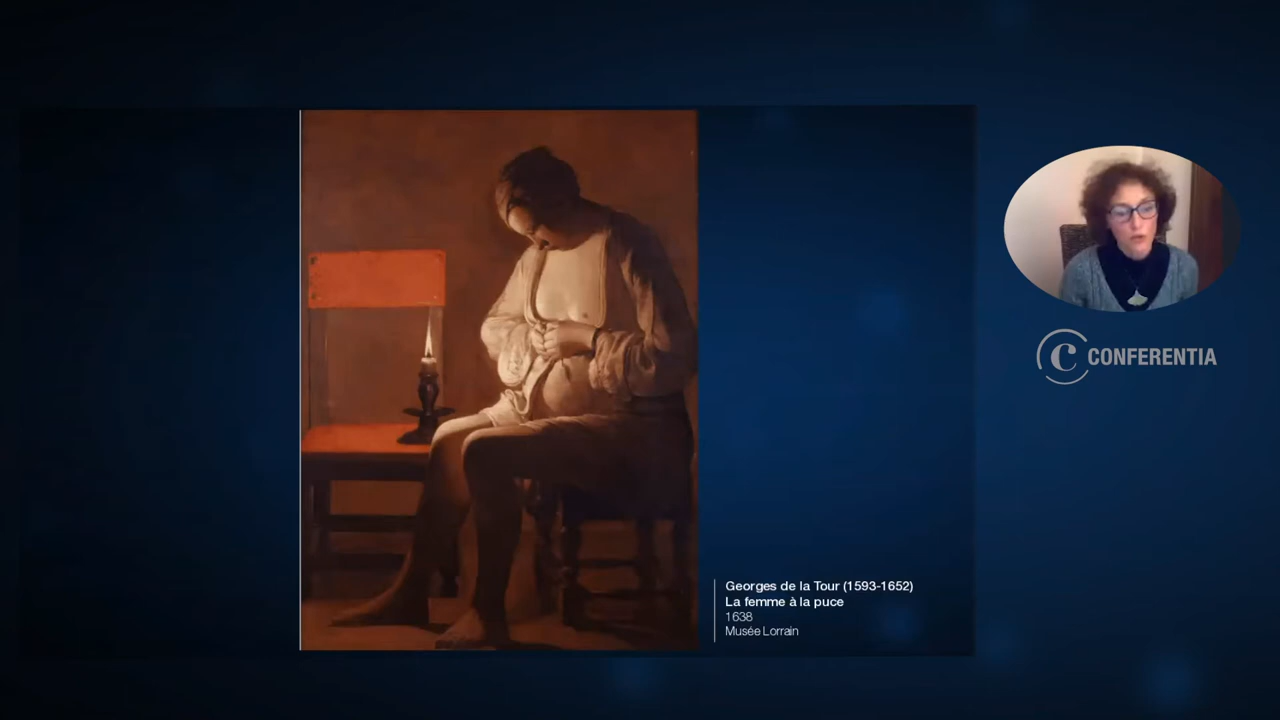 C CONFERENTIA
Georges de la Tour (1593-1652)
La femme à la puce
1638
Musée Lorrain